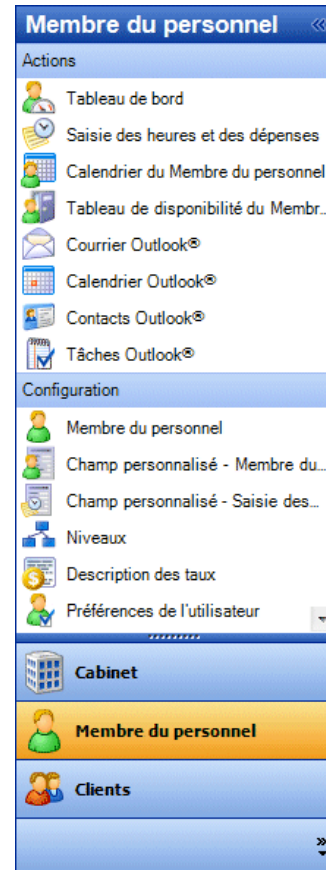 Membre du personnel
Actions
Tableau de bord
Saisie des heures et des dépenses
Calendrier du Membre du personnel
Tableau de disponibilité du Membr...
Courrier Outlook®
Calendrier Outlook®
Contacts Outlook®
Tâches Outlook®
Configuration
Membre du personnel
Champ personnalisé - Membre du...
Champ personnalisé - Saisie des...
Niveaux
Description des taux
Préférences de l'utilisateur
Cabinet
Membre du personnel
Clients